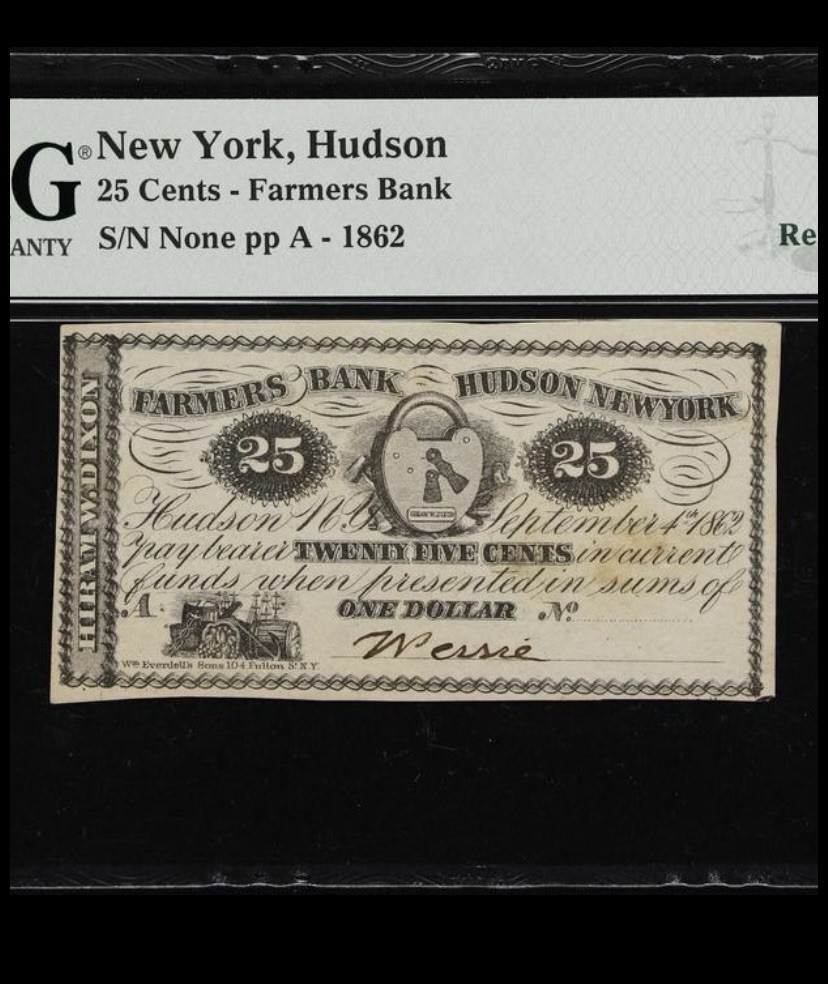 G® New York, Hudson
25 Cents - Farmers Bank
ANTY S/N None pp A - 1862
Re
HIRAM W. DIXON
FARMERS BANK HUDSON NEW YORK
25 25
Hudson N.Y. September 4th 1862
pay bearer TWENTY FIVE CENTS in current
funds when presented in sums of
A ONE DOLLAR No
Wm Everdell's Sons 104 Fulton St N.Y.